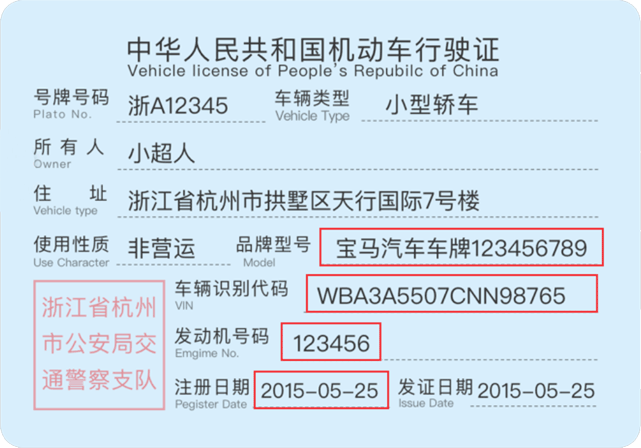 中华人民共和国机动车行驶证
Vehicle license of People's Republic of China
号牌号码 浙A12345 车辆类型 小型轿车
Plato No. Vehicle Type
所有人 小超人
Owner
住 址 浙江省杭州市拱墅区天行国际7号楼
Vehicle type
使用性质 非营运 品牌型号 宝马汽车车牌123456789
Use Character Model
浙江省杭州
市公安局交
通警察支队
车辆识别代码 WBA3A5507CNN98765
VIN
发动机号码 123456
Emgime No.
注册日期 2015-05-25 发证日期 2015-05-25
Pegister Date Issue Date